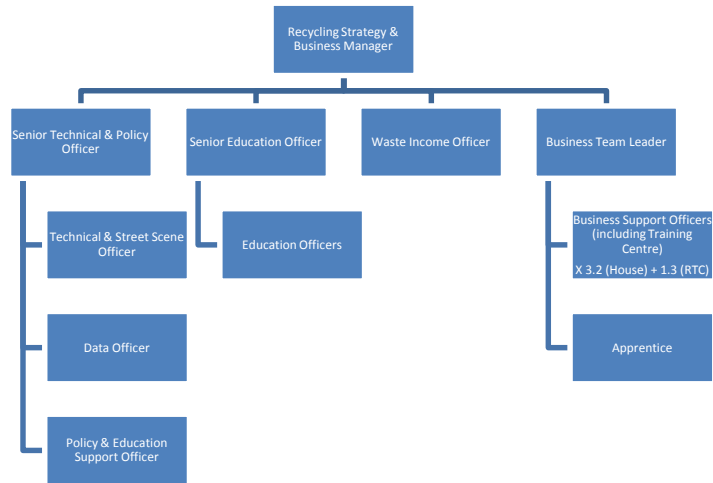 Recycling Strategy &
Business Manager
Senior Technical & Policy
Officer
Senior Education Officer
Waste Income Officer
Business Team Leader
Technical & Street Scene
Officer
Education Officers
Business Support Officers
(including Training
Centre)
X 3.2 (House) + 1.3 (RTC)
Data Officer
Apprentice
Policy & Education
Support Officer